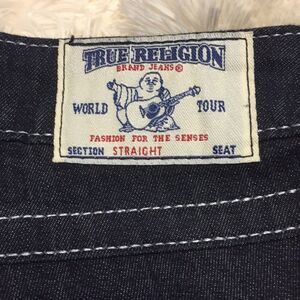 TRUE RELIGION
BRAND JEANS®
WORLD TOUR
FASHION FOR THE SENSES
SECTION STRAIGHT SEAT